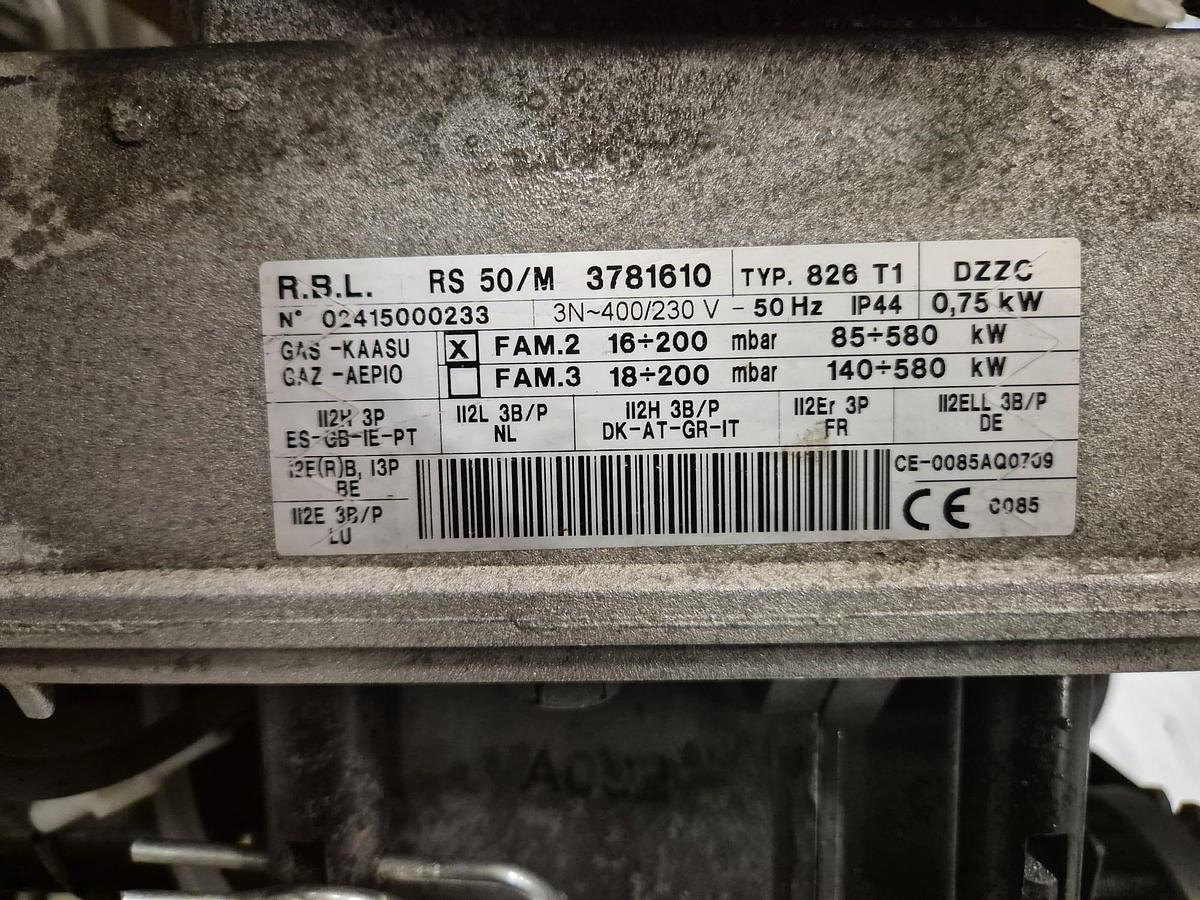 R.B.L. RS 50/M 3781610 TYP. 826 T1 DZZC
N° 02415000233 3N~400/230 V - 50 Hz IP44 0,75 kW
GAS -KAASU X FAM.2 16÷200 mbar 85÷580 kW
GAZ -AEPIO FAM.3 18÷200 mbar 140÷580 kW
II2H 3P II2L 3B/P II2H 3B/P II2Er 3P II2ELL 3B/P
ES-GB-IE-PT NL DK-AT-GR-IT FR DE
I2E(R)B, I3P CE-0085AQ0709
BE
II2E 3B/P CE 0085
LU